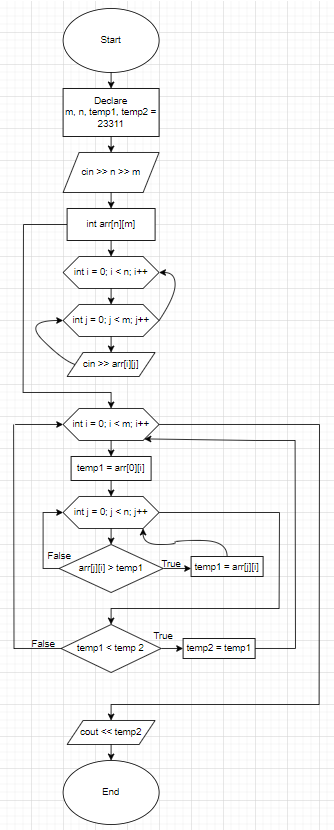 Start
Declare
m, n, temp1, temp2 =
23311
cin >> n >> m
int arr[n][m]
int i = 0; i < n; i++
int j = 0; j < m; j++
cin >> arr[i][j]
int i = 0; i < m; i++
temp1 = arr[0][i]
int j = 0; j < n; j++
False
arr[j][i] > temp1
True
temp1 = arr[j][i]
False
temp1 < temp 2
True
temp2 = temp1
cout << temp2
End